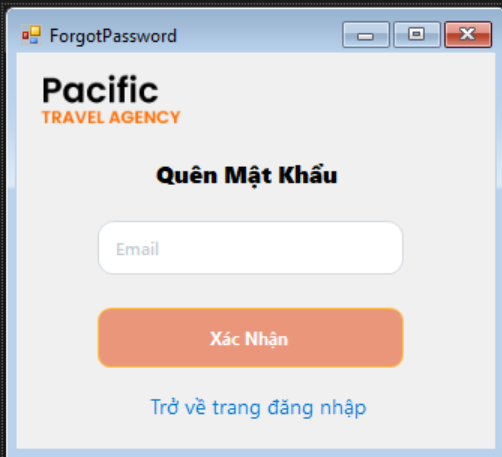 ForgotPassword
Pacific
TRAVEL AGENCY
Quên Mật Khẩu
Email
Xác Nhận
Trở về trang đăng nhập